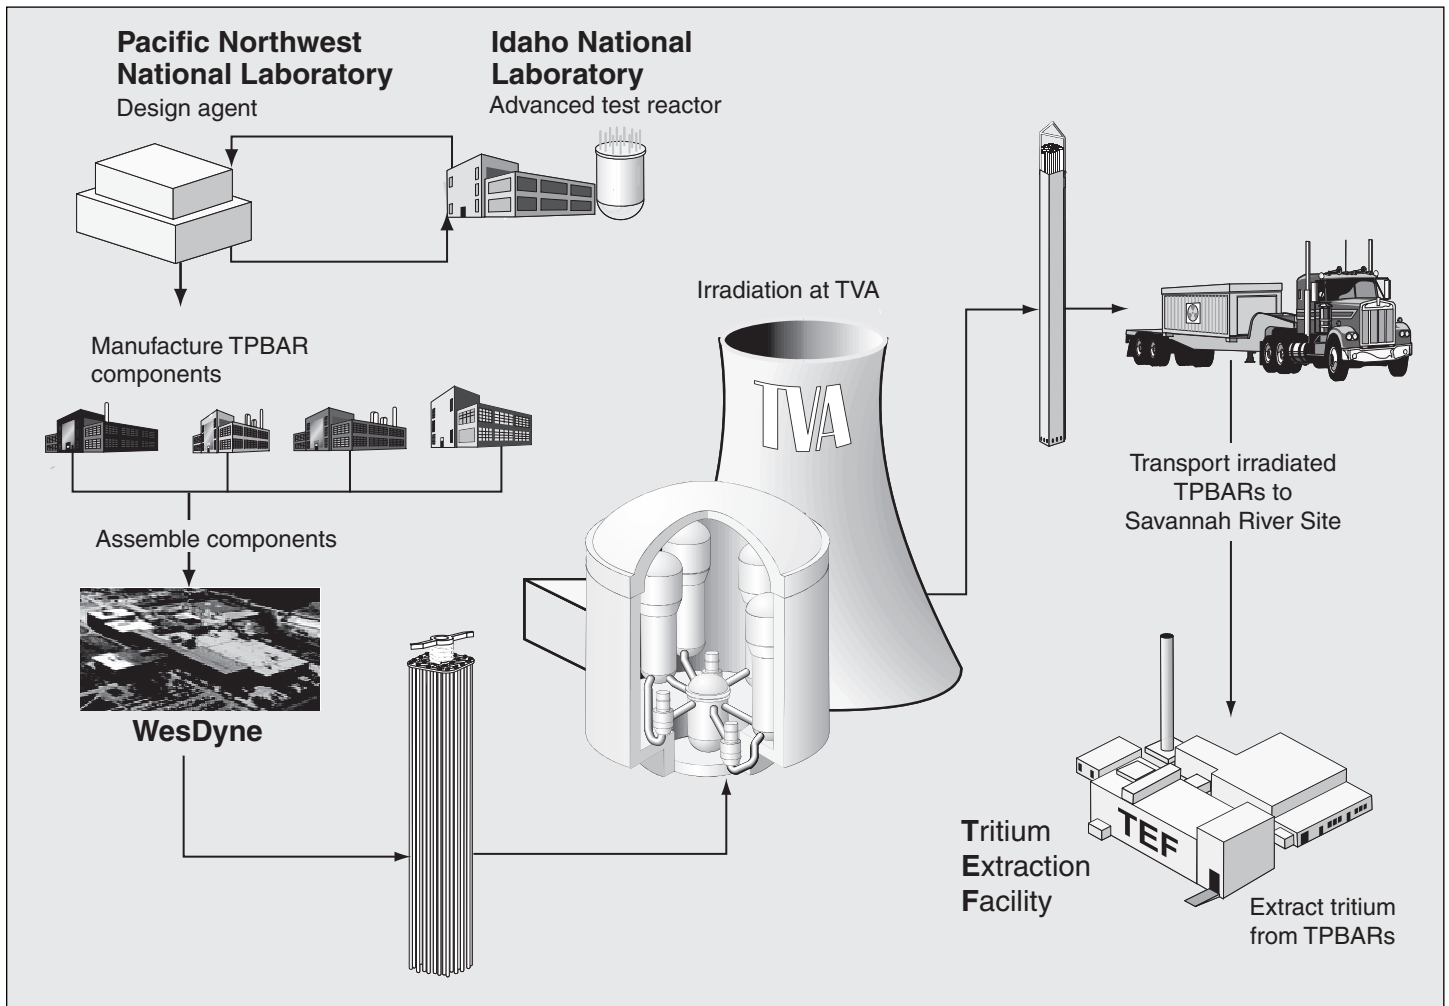 Pacific Northwest
National Laboratory
Design agent
Idaho National
Laboratory
Advanced test reactor
Manufacture TPBAR
components
Assemble components
WesDyne
Irradiation at TVA
TVA
Transport irradiated
TPBARs to
Savannah River Site
Tritium
Extraction
Facility
TEF
Extract tritium
from TPBARs